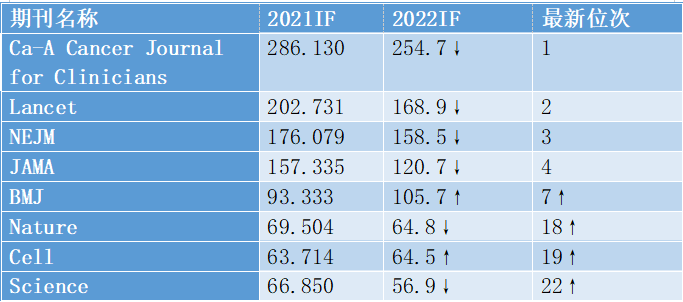 期刊名称 2021IF 2022IF 最新位次
Ca-A Cancer Journal 286.130 254.7↓ 1
for Clinicians
Lancet 202.731 168.9↓ 2
NEJM 176.079 158.5↓ 3
JAMA 157.335 120.7↓ 4
BMJ 93.333 105.7↑ 7↑
Nature 69.504 64.8↓ 18↑
Cell 63.714 64.5↑ 19↑
Science 66.850 56.9↓ 22↑